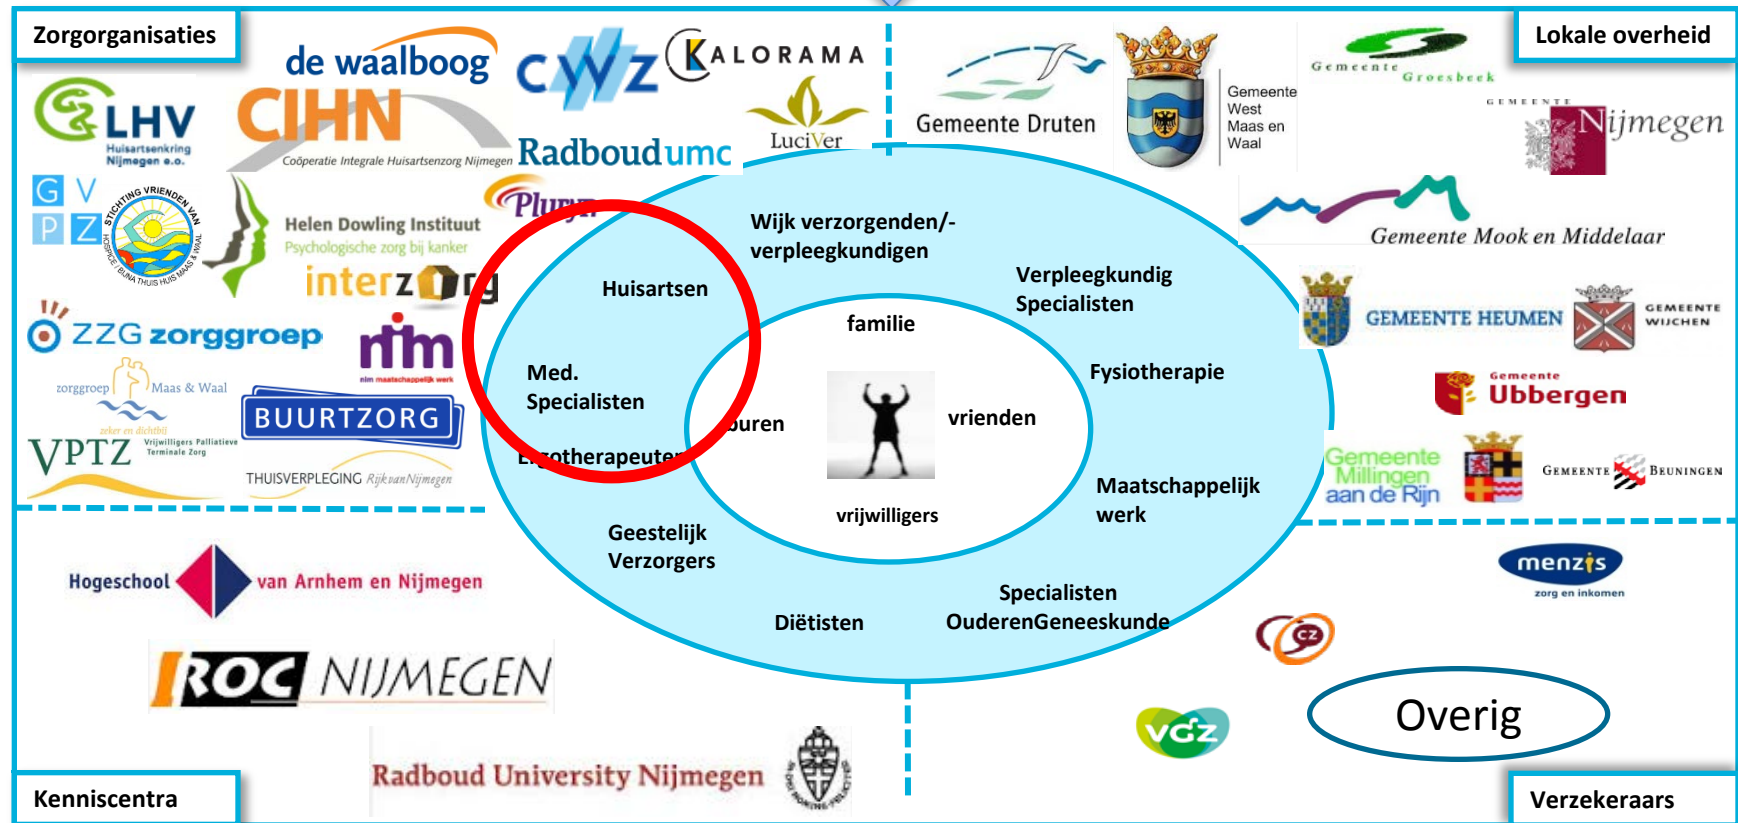 Zorgorganisaties
de waalboog
CWZ
KALORAMA
LHV
Huisartsenkring
Nijmegen e.o.
CIHN
Coöperatie Integrale Huisartsenzorg Nijmegen
Radboudumc
LuciVer
G V
P Z
STICHTING VRIENDEN VAN
HOSPICE / BIJNA THUIS HUIS MAAS & WAAL
Helen Dowling Instituut
Psychologische zorg bij kanker
Pluryn
interzorg
ZZG zorggroep
nim
nim maatschappelijk werk
zorggroep Maas & Waal
zeker en dichtbij
BUURTZORG
VPTZ
Vrijwilligers Palliatieve
Terminale Zorg
THUISVERPLEGING Rijk van Nijmegen
Lokale overheid
Gemeente Druten
Gemeente
West
Maas en
Waal
Gemeente
Groesbeek
GEMEENTE
Nijmegen
Gemeente Mook en Middelaar
GEMEENTE HEUMEN
GEMEENTE
WIJCHEN
Gemeente
Ubbergen
Gemeente
Millingen
aan de Rijn
GEMEENTE BEUNINGEN
Wijk verzorgenden/-
verpleegkundigen
Huisartsen
Verpleegkundig
Specialisten
familie
Med.
Specialisten
Fysiotherapie
buren
vrienden
Ergotherapeuten
Maatschappelijk
werk
vrijwilligers
Geestelijk
Verzorgers
Specialisten
OuderenGeneeskunde
Diëtisten
Hogeschool van Arnhem en Nijmegen
ROC NIJMEGEN
Radboud University Nijmegen
Kenniscentra
menzis
zorg en inkomen
CZ
VGZ
Overig
Verzekeraars